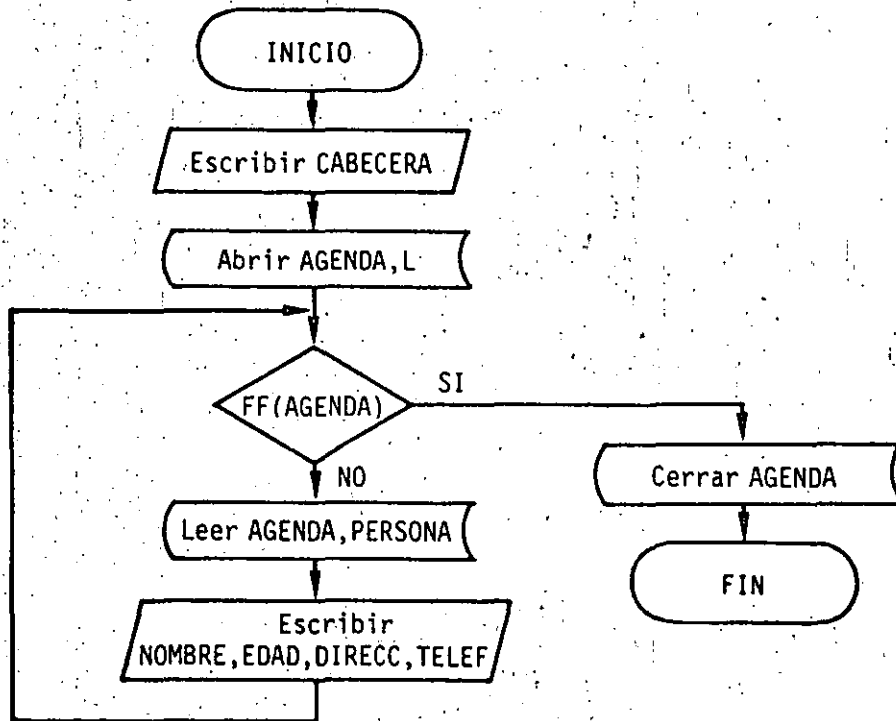 INICIO
Escribir CABECERA
Abrir AGENDA,L
FF(AGENDA)
SI
NO
Leer AGENDA,PERSONA
Escribir
NOMBRE,EDAD,DIRECC,TELEF
Cerrar AGENDA
FIN